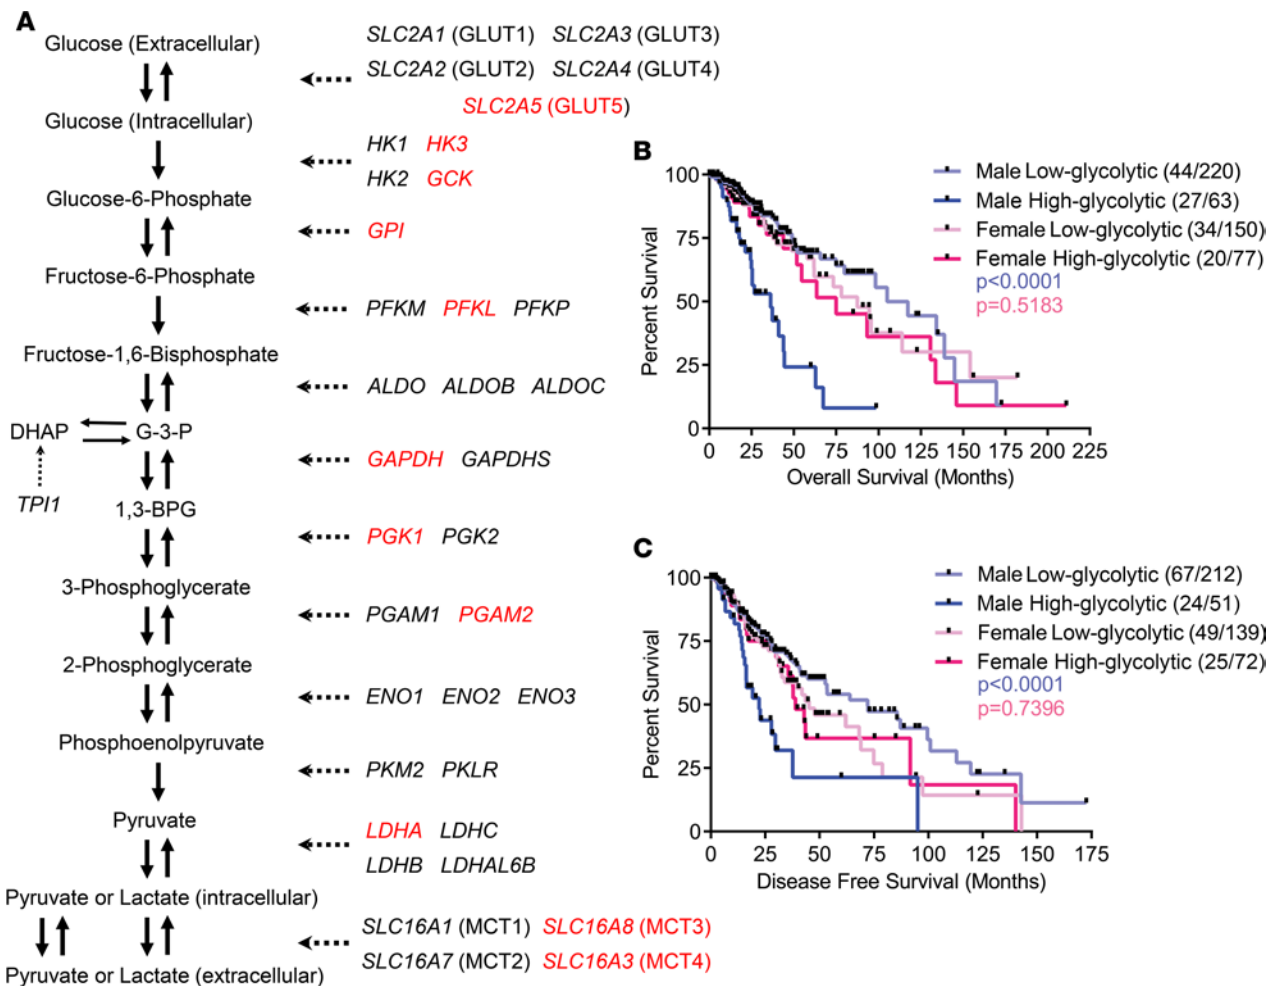 A
Glucose (Extracellular)
Glucose (Intracellular)
Glucose-6-Phosphate
Fructose-6-Phosphate
Fructose-1,6-Bisphosphate
DHAP G-3-P
TPI1
1,3-BPG
3-Phosphoglycerate
2-Phosphoglycerate
Phosphoenolpyruvate
Pyruvate
Pyruvate or Lactate (intracellular)
Pyruvate or Lactate (extracellular)
SLC2A1 (GLUT1) SLC2A3 (GLUT3)
SLC2A2 (GLUT2) SLC2A4 (GLUT4)
SLC2A5 (GLUT5)
HK1 HK3
HK2 GCK
GPI
PFKM PFKL PFKP
ALDO ALDOB ALDOC
GAPDH GAPDHS
PGK1 PGK2
PGAM1 PGAM2
ENO1 ENO2 ENO3
PKM2 PKLR
LDHA LDHC
LDHB LDHAL6B
SLC16A1 (MCT1) SLC16A8 (MCT3)
SLC16A7 (MCT2) SLC16A3 (MCT4)
B
Percent Survival
100
75
50
25
0
0 25 50 75 100 125 150 175 200 225
Overall Survival (Months)
Male Low-glycolytic (44/220)
Male High-glycolytic (27/63)
Female Low-glycolytic (34/150)
Female High-glycolytic (20/77)
p<0.0001
p=0.5183
C
Percent Survival
100
75
50
25
0
0 25 50 75 100 125 150 175
Disease Free Survival (Months)
Male Low-glycolytic (67/212)
Male High-glycolytic (24/51)
Female Low-glycolytic (49/139)
Female High-glycolytic (25/72)
p<0.0001
p=0.7396